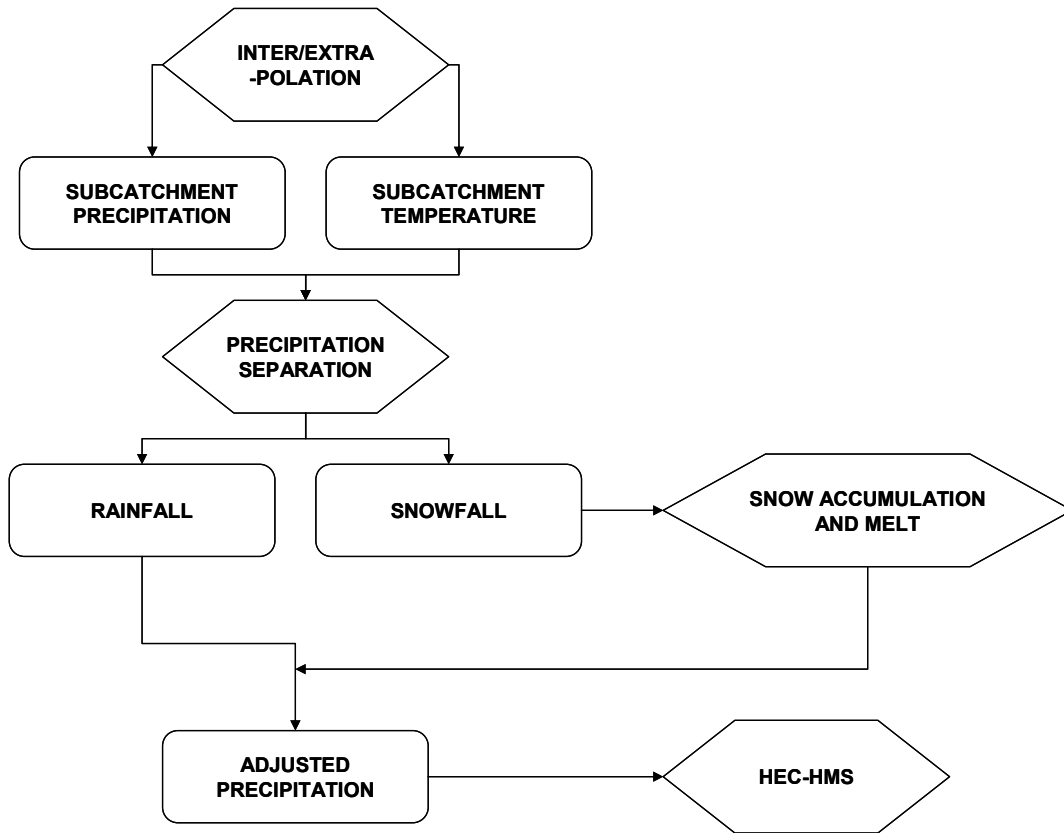 INTER/EXTRA
-POLATION
SUBCATCHMENT
PRECIPITATION
SUBCATCHMENT
TEMPERATURE
PRECIPITATION
SEPARATION
RAINFALL
SNOWFALL
SNOW ACCUMULATION
AND MELT
ADJUSTED
PRECIPITATION
HEC-HMS